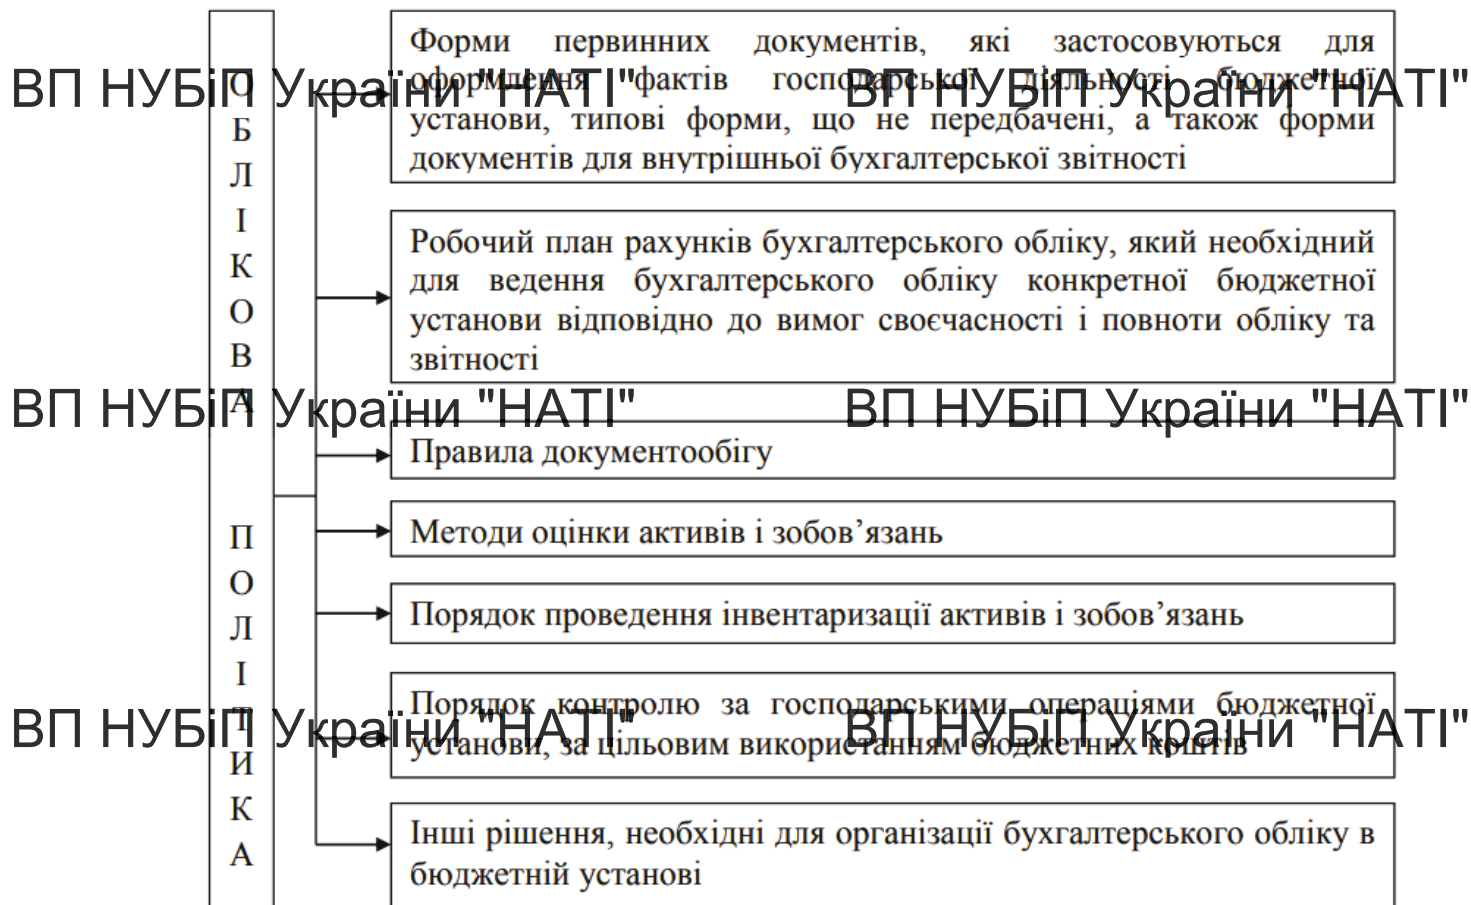 ОБЛІКОВА ПОЛІТИКА
Форми первинних документів, які застосовуються для
оформлення фактів господарської діяльності бюджетної
установи, типові форми, що не передбачені, а також форми
документів для внутрішньої бухгалтерської звітності
ВП НУБіП України "НАТІ" ВП НУБіП України "НАТІ"
Робочий план рахунків бухгалтерського обліку, який необхідний
для ведення бухгалтерського обліку конкретної бюджетної
установи відповідно до вимог своєчасності і повноти обліку та
звітності
ВП НУБіП України "НАТІ" ВП НУБіП України "НАТІ"
Правила документообігу
Методи оцінки активів і зобов’язань
Порядок проведення інвентаризації активів і зобов’язань
Порядок контролю за господарськими операціями бюджетної
установи, за цільовим використанням бюджетних коштів
ВП НУБіП України "НАТІ" ВП НУБіП України "НАТІ"
Інші рішення, необхідні для організації бухгалтерського обліку в
бюджетній установі